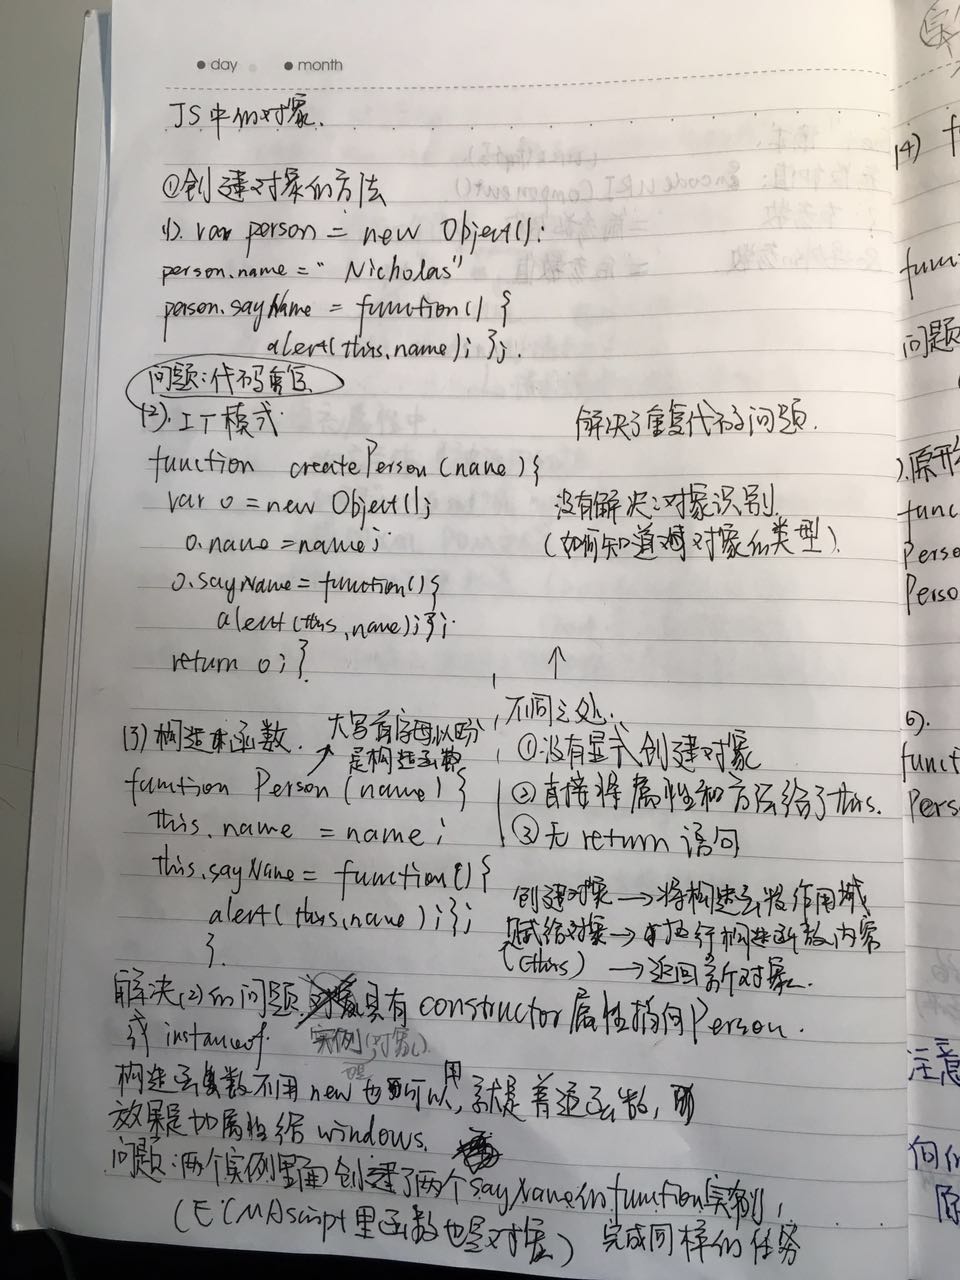 day month
JS中的对象.
①创建对象的方法
(1). var person = new Object();
person.name = "Nicholas"
person.sayName = function() {
alert(this.name); };
问题:代码重复
(2). 工厂模式.
解决了重复代码的问题.
function createPerson(name){
var o = new Object();
没有解决:对象识别.
o.name = name;
(如何知道 对象的类型).
o.sayName = function(){
alert(this.name);};
return o; }
↑
不同之处:
(3) 构造 函数.
大写首字母以盼
是构造函数
①没有显式创建对象
function Person(name) {
②直接将属性和方法给了this.
this.name = name;
③无return语句
this.sayName = function(){
创建对象→将构造函数作用域
alert(this.name);};
赋给对象→ 执行构造函数内容
}.
(this) →返回新对象.
解决(2)的问题. 具有constructor属性指向Person.
或instanceof. 实例(对象)
构造函数不用new也可以用,就是普通函数,
效果是加属性给windows.
问题:两个实例里面创建了两个sayName的function实例,
(ECMAScript里函数也是对象) 完成同样的任务
(4) f
func
问题
).原形
func
Perso
Perso
6).
funct
Pers
注意